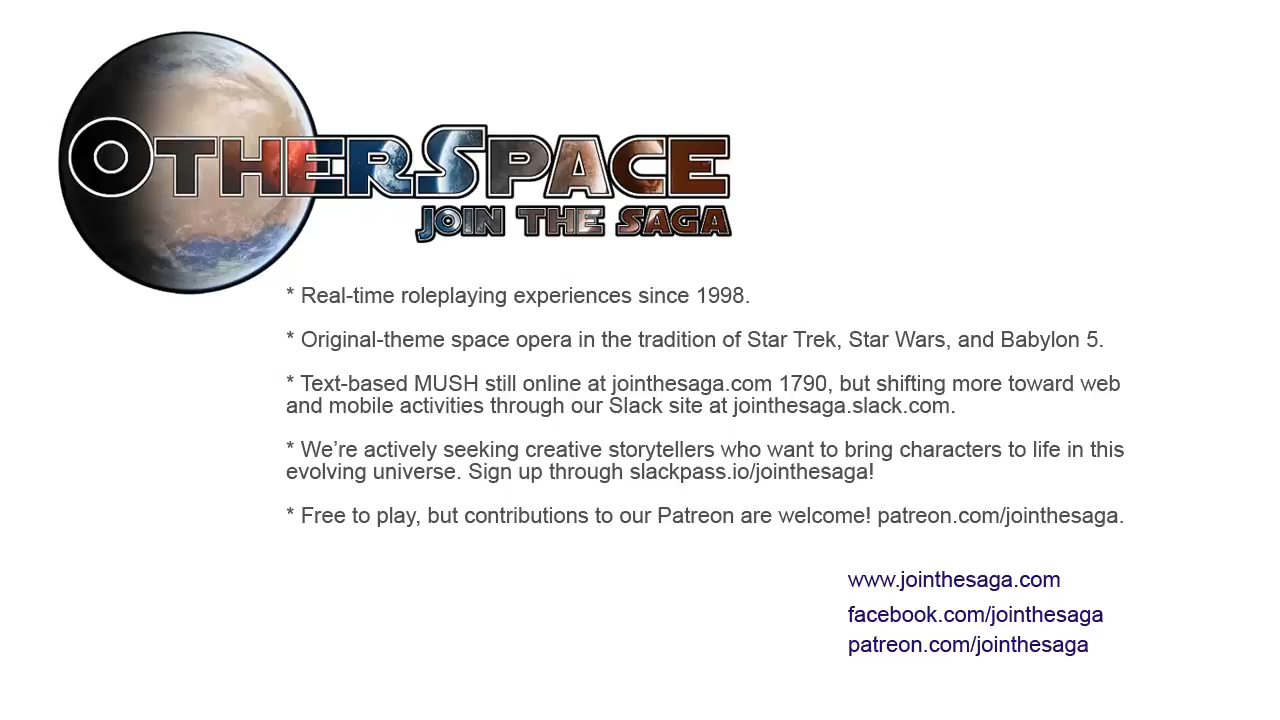 OTHERSPACE
JOIN THE SAGA
* Real-time roleplaying experiences since 1998.
* Original-theme space opera in the tradition of Star Trek, Star Wars, and Babylon 5.
* Text-based MUSH still online at jointhesaga.com 1790, but shifting more toward web
and mobile activities through our Slack site at jointhesaga.slack.com.
* We’re actively seeking creative storytellers who want to bring characters to life in this
evolving universe. Sign up through slackpass.io/jointhesaga!
* Free to play, but contributions to our Patreon are welcome! patreon.com/jointhesaga.
www.jointhesaga.com
facebook.com/jointhesaga
patreon.com/jointhesaga